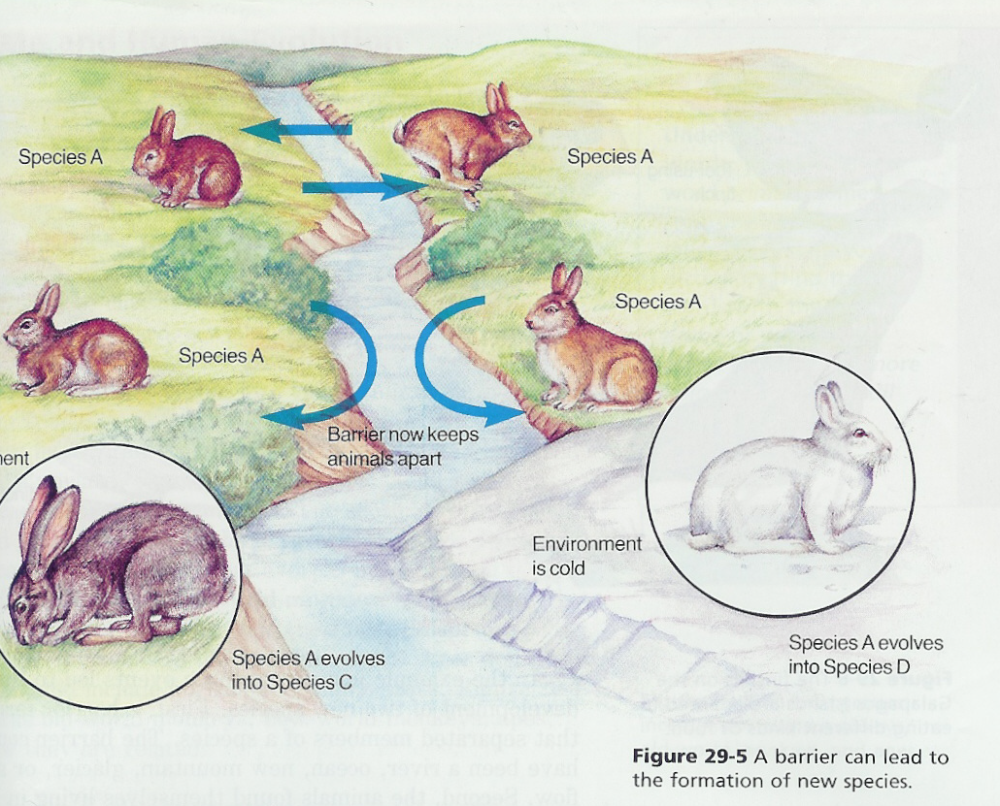 Species A
Species A
Species A
Species A
Barrier now keeps
animals apart
Environment
is cold
Species A evolves
into Species C
Species A evolves
into Species D
Figure 29-5 A barrier can lead to
the formation of new species.